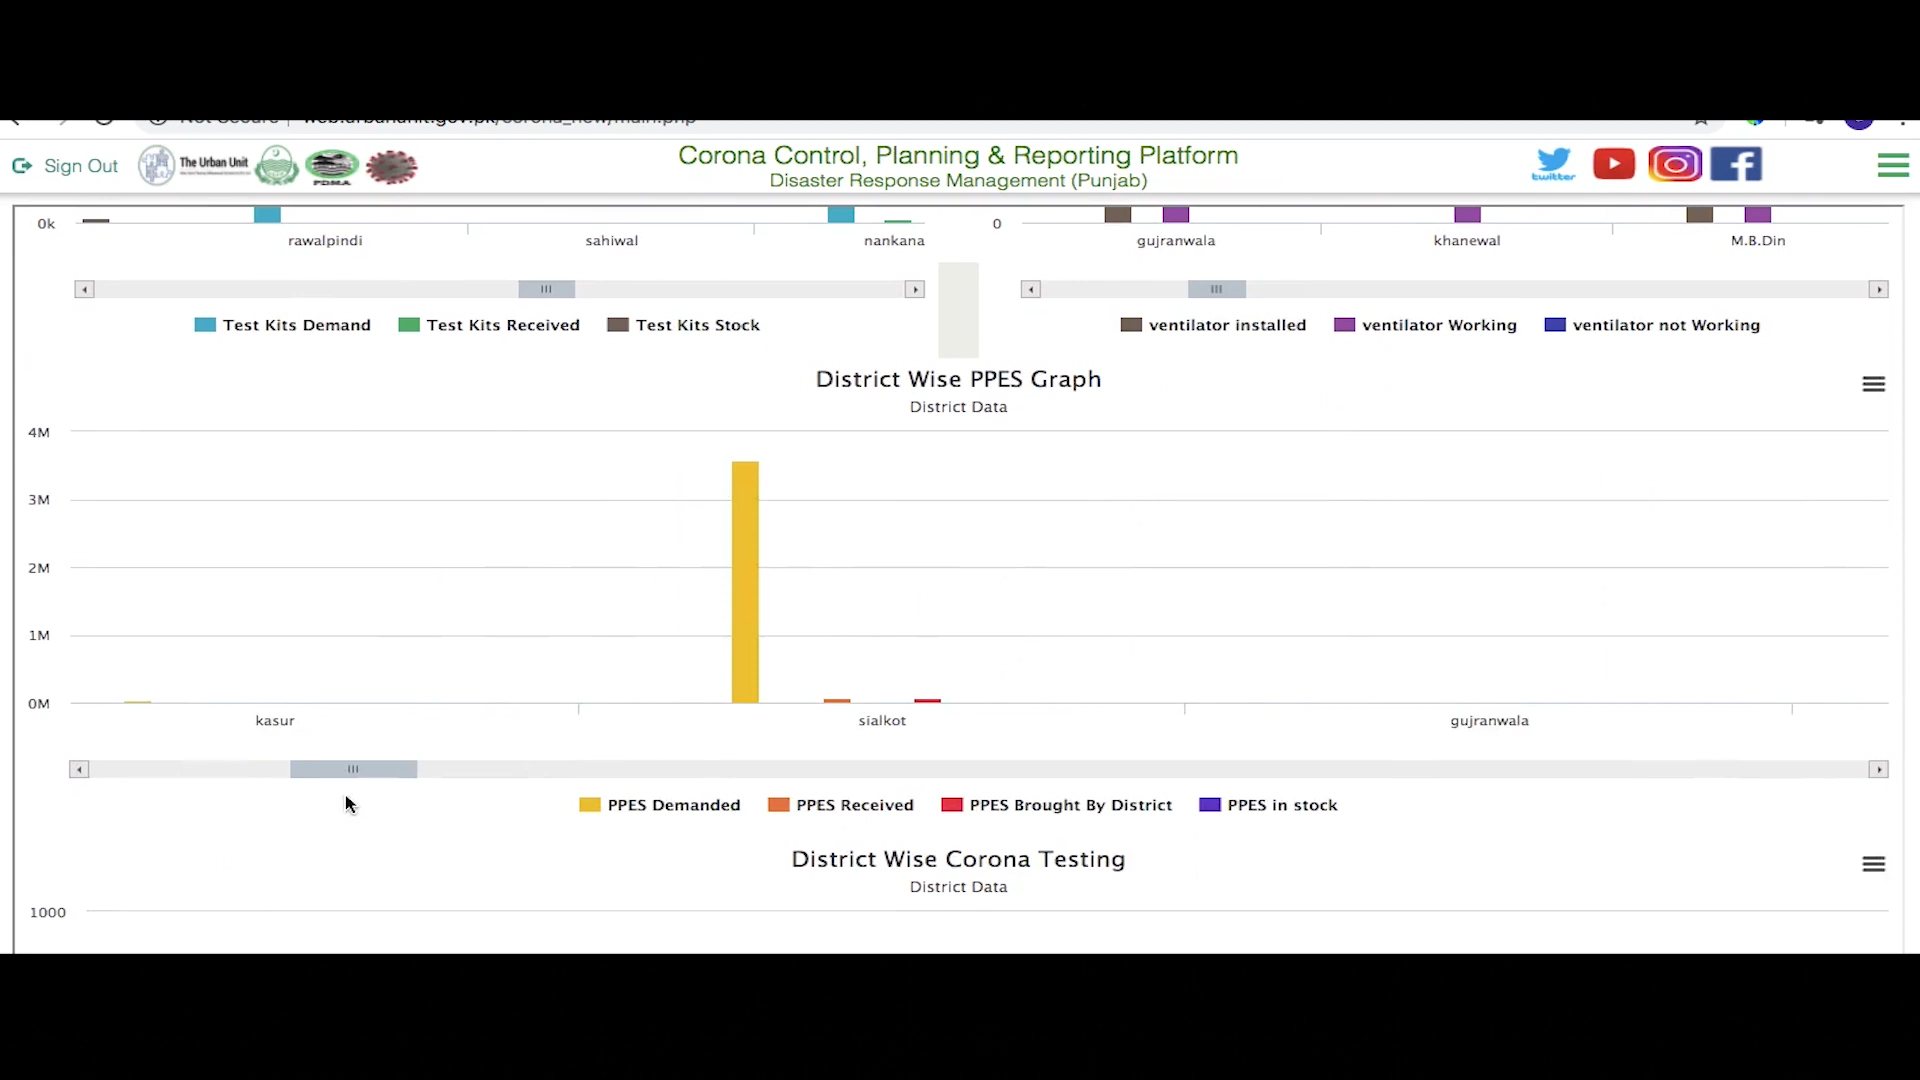 Sign Out
The Urban Unit
PDMA
Corona Control, Planning & Reporting Platform
Disaster Response Management (Punjab)
twitter
0k
rawalpindi
sahiwal
nankana
0
gujranwala
khanewal
M.B.Din
Test Kits Demand
Test Kits Received
Test Kits Stock
ventilator installed
ventilator Working
ventilator not Working
District Wise PPES Graph
District Data
4M
3M
2M
1M
0M
kasur
sialkot
gujranwala
PPES Demanded
PPES Received
PPES Brought By District
PPES in stock
District Wise Corona Testing
District Data
1000